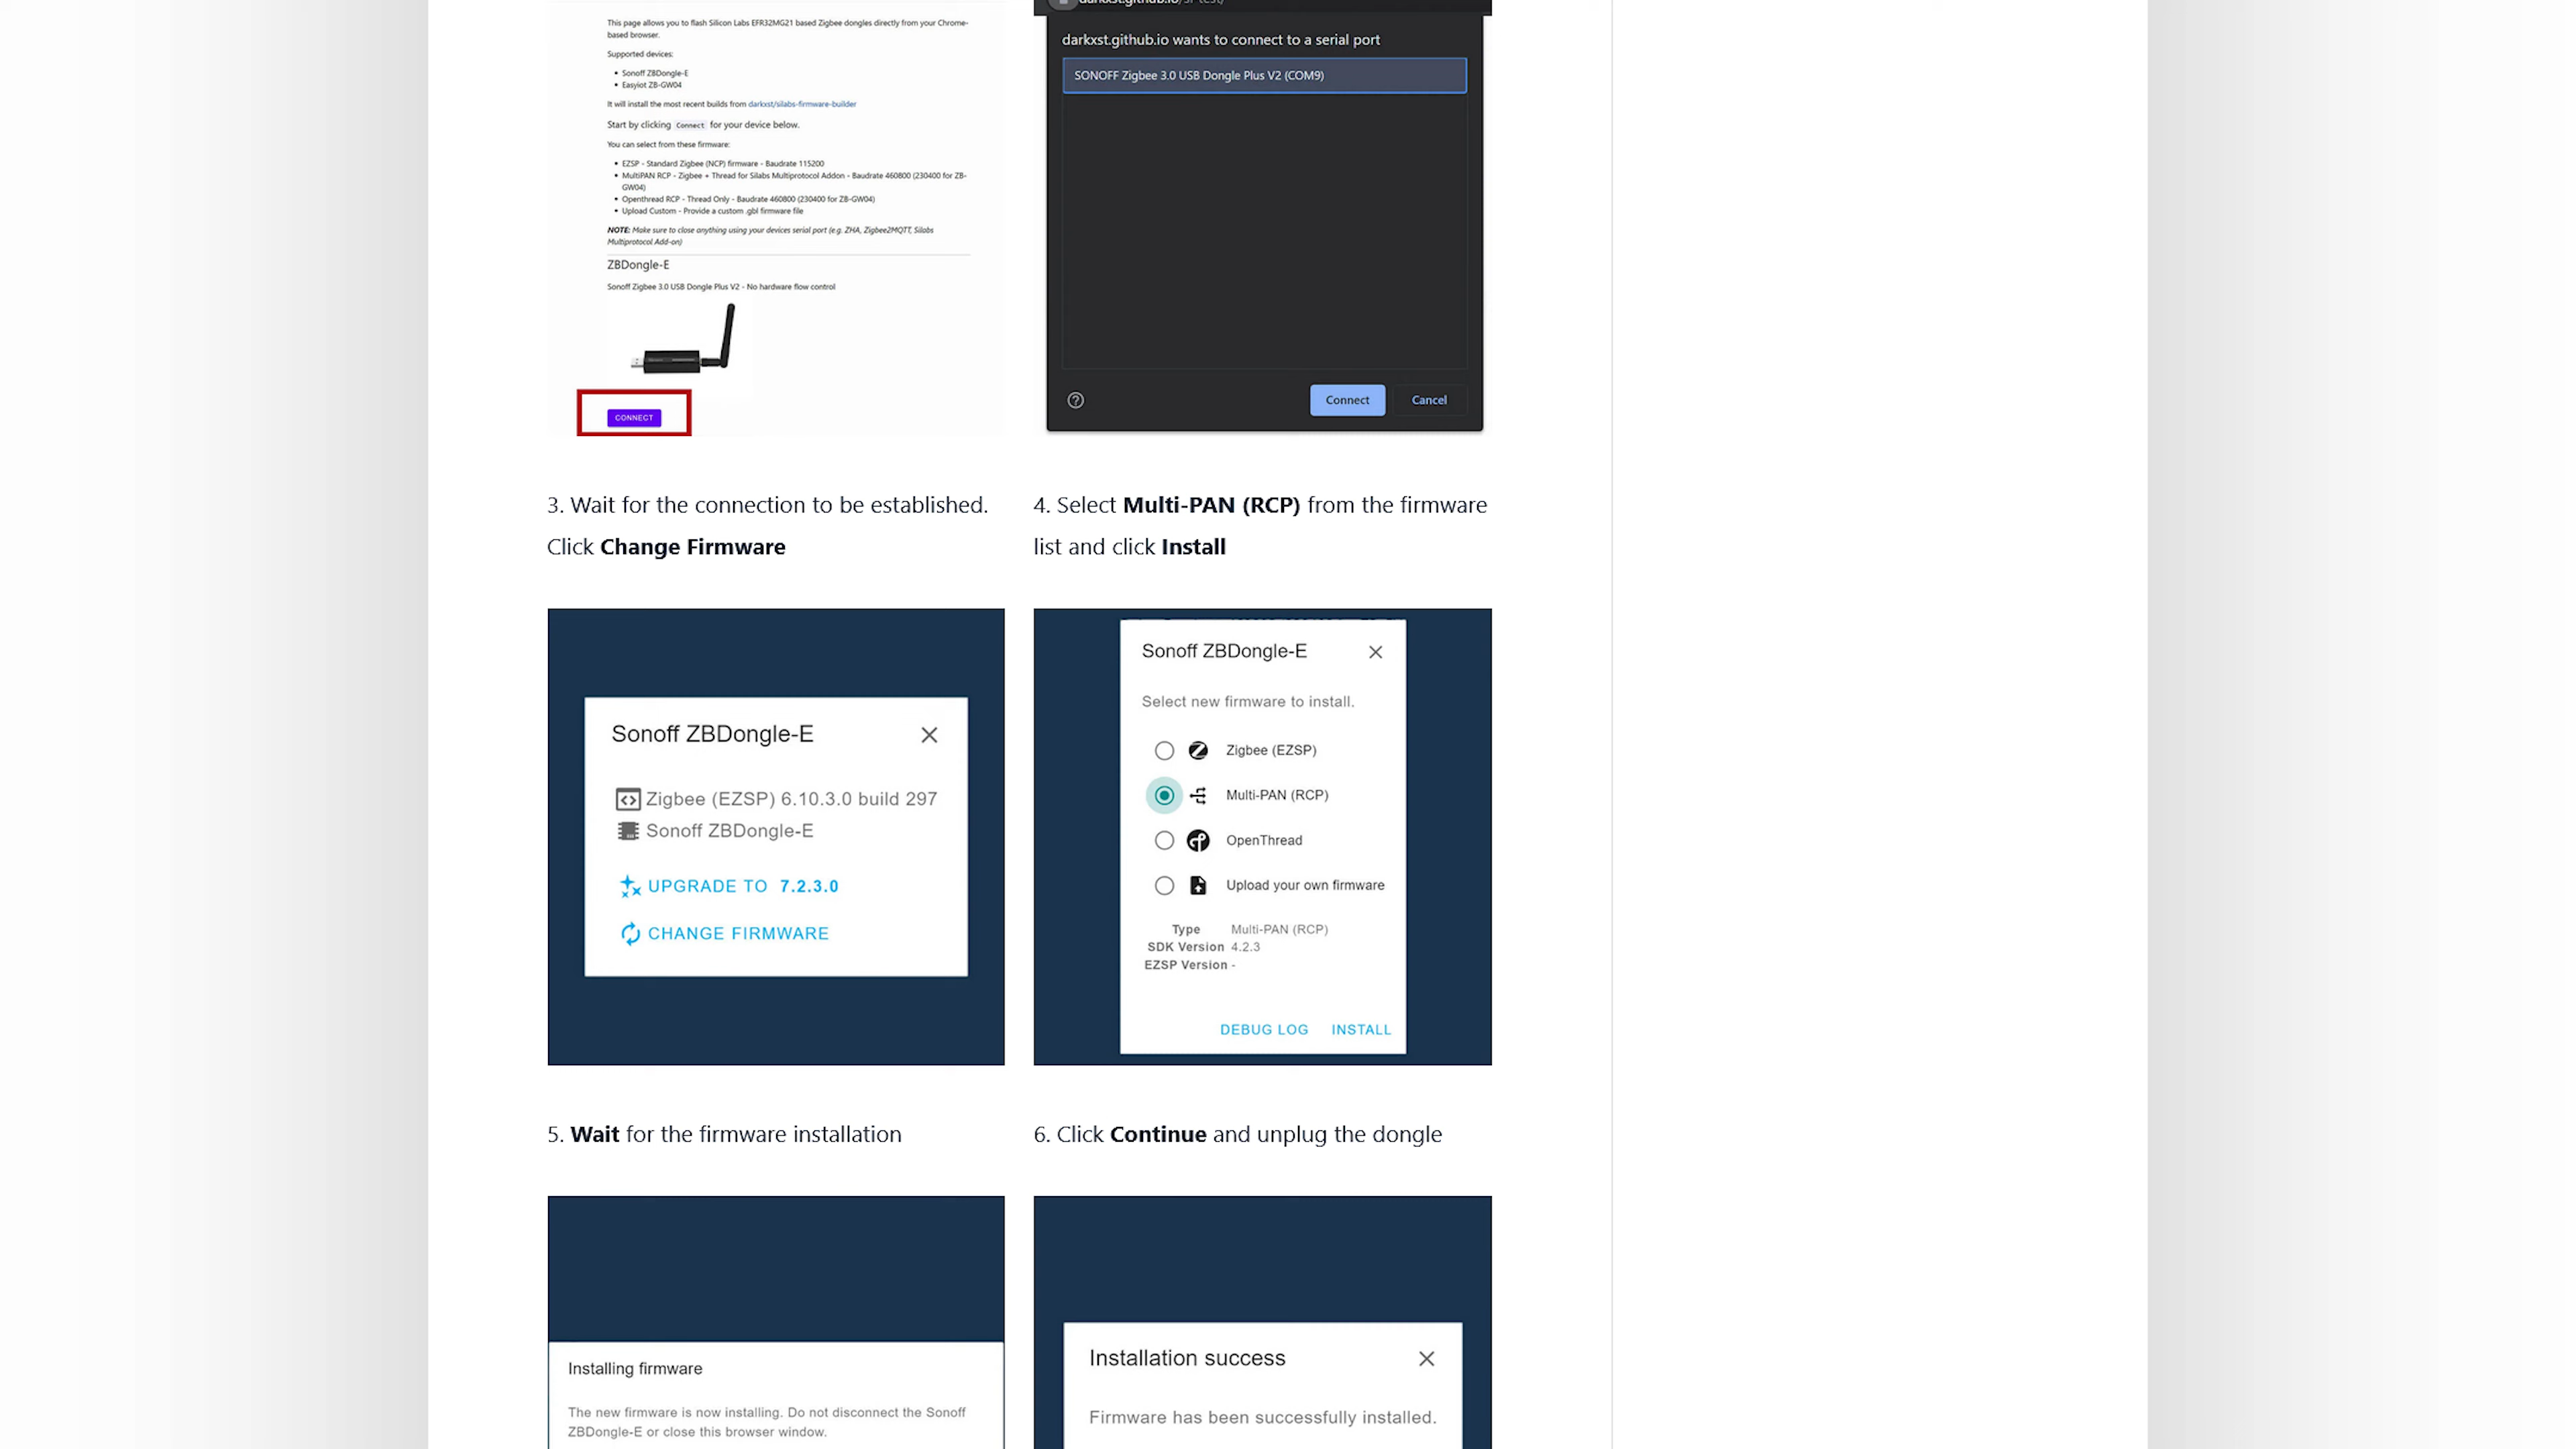 This page allows you to flash Silicon Labs EFR32MG21 based Zigbee dongles directly from your Chrome-
based browser.
Supported devices:
• Sonoff ZBDongle-E
• Easyiot ZB-GW04
It will install the most recent builds from darkxst/silabs-firmware-builder
Start by clicking Connect for your device below.
You can select from these firmware:
• EZSP - Standard Zigbee (NCP) firmware - Baudrate 115200
• MultiPAN RCP - Zigbee + Thread for Silabs Multiprotocol Addon - Baudrate 460800 (230400 for ZB-
GW04)
• Openthread RCP - Thread Only - Baudrate 460800 (230400 for ZB-GW04)
• Upload Custom - Provide a custom .gbl firmware file
NOTE: Make sure to close anything using your devices serial port (e.g. ZHA, Zigbee2MQTT, Silabs
Multiprotocol Add-on)
ZBDongle-E
Sonoff Zigbee 3.0 USB Dongle Plus V2 - No hardware flow control
CONNECT
darkxst.github.io wants to connect to a serial port
SONOFF Zigbee 3.0 USB Dongle Plus V2 (COM9)
Connect
Cancel
3. Wait for the connection to be established.
Click Change Firmware
4. Select Multi-PAN (RCP) from the firmware
list and click Install
Sonoff ZBDongle-E
Zigbee (EZSP) 6.10.3.0 build 297
Sonoff ZBDongle-E
UPGRADE TO 7.2.3.0
CHANGE FIRMWARE
Sonoff ZBDongle-E
Select new firmware to install.
Zigbee (EZSP)
Multi-PAN (RCP)
OpenThread
Upload your own firmware
Type Multi-PAN (RCP)
SDK Version 4.2.3
EZSP Version -
DEBUG LOG INSTALL
5. Wait for the firmware installation
6. Click Continue and unplug the dongle
Installing firmware
The new firmware is now installing. Do not disconnect the Sonoff
ZBDongle-E or close this browser window.
Installation success
Firmware has been successfully installed.